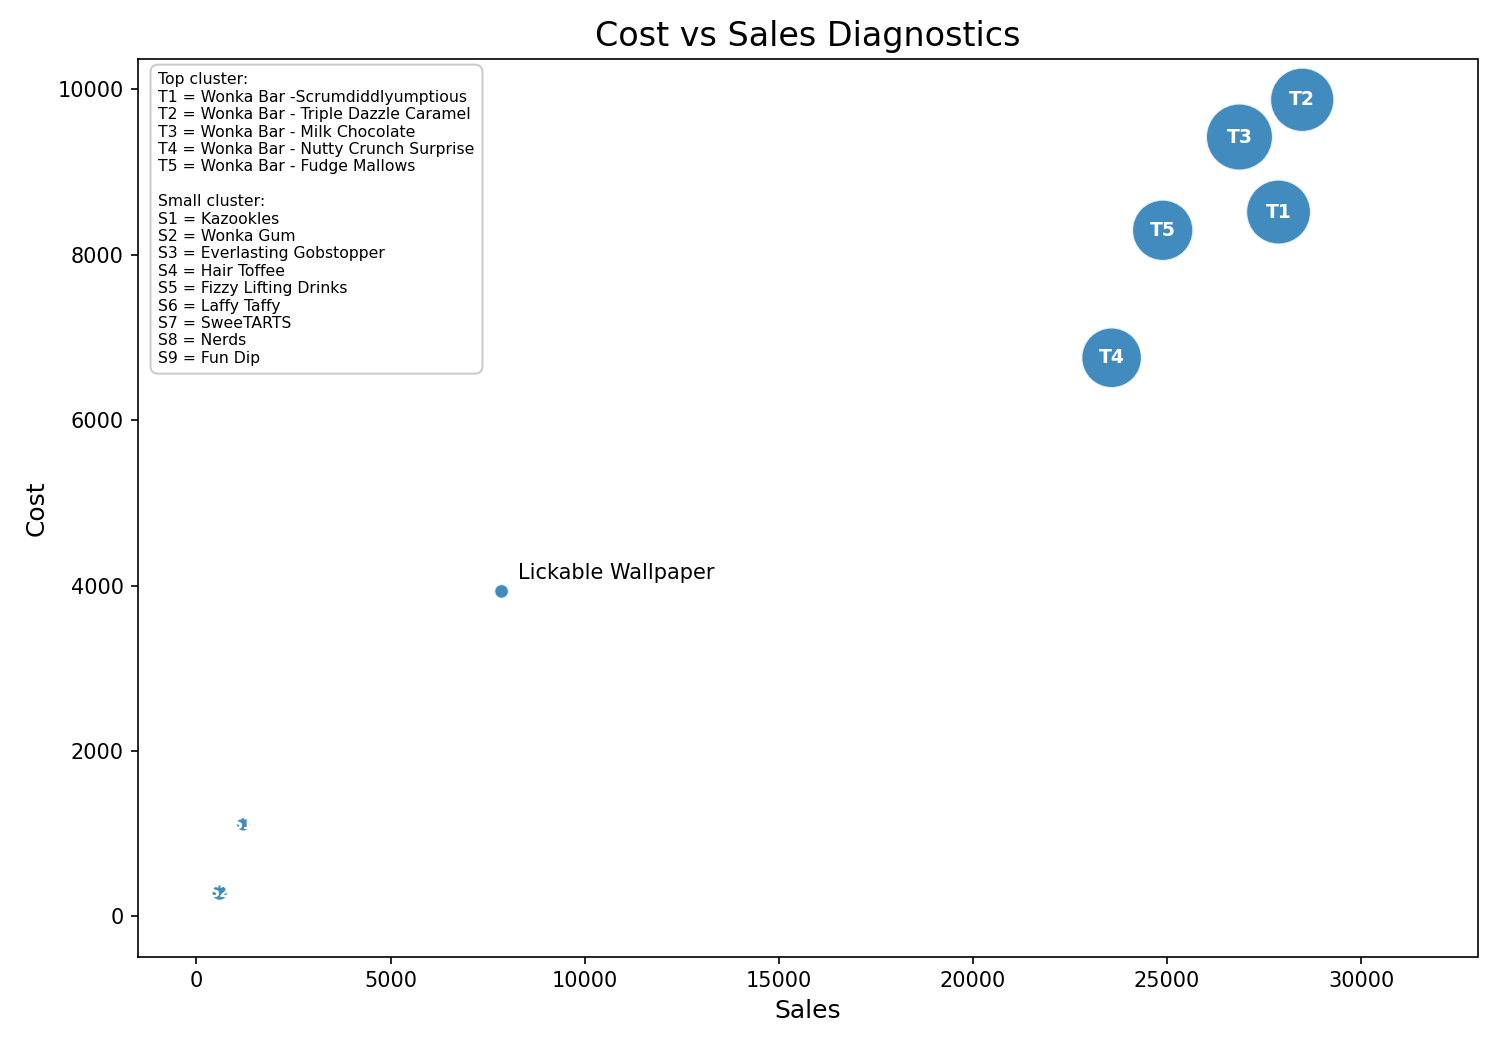 Cost vs Sales Diagnostics
Top cluster:
T1 = Wonka Bar -Scrumdiddlyumptious
T2 = Wonka Bar - Triple Dazzle Caramel
T3 = Wonka Bar - Milk Chocolate
T4 = Wonka Bar - Nutty Crunch Surprise
T5 = Wonka Bar - Fudge Mallows
Small cluster:
S1 = Kazookles
S2 = Wonka Gum
S3 = Everlasting Gobstopper
S4 = Hair Toffee
S5 = Fizzy Lifting Drinks
S6 = Laffy Taffy
S7 = SweeTARTS
S8 = Nerds
S9 = Fun Dip
T2
T3
T1
T5
T4
Lickable Wallpaper
10000
8000
6000
4000
2000
0
Cost
0
5000
10000
15000
20000
25000
30000
Sales